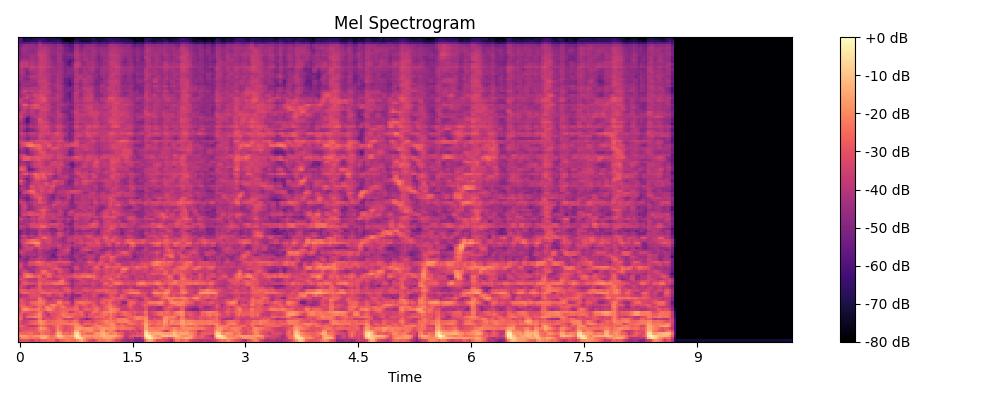 Mel Spectrogram
+0 dB
-10 dB
-20 dB
-30 dB
-40 dB
-50 dB
-60 dB
-70 dB
-80 dB
0 1.5 3 4.5 6 7.5 9
Time